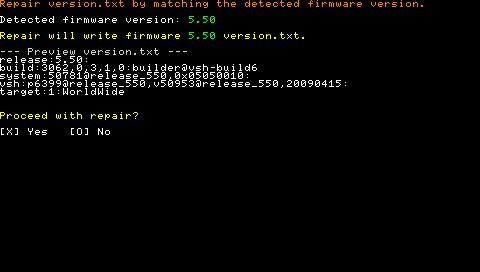 Repair version.txt by matching the detected firmware version.
Detected firmware version: 5.50
Repair will write firmware 5.50 version.txt.
--- Preview version.txt ---
release:5.50:
build:3062,0,3,1,0:builder@vsh-build6
system:50781@release_550,0x05050010:
vsh:p6399@release_550,v50953@release_550,20090415:
target:1:WorldWide
Proceed with repair?
[X] Yes   [O] No